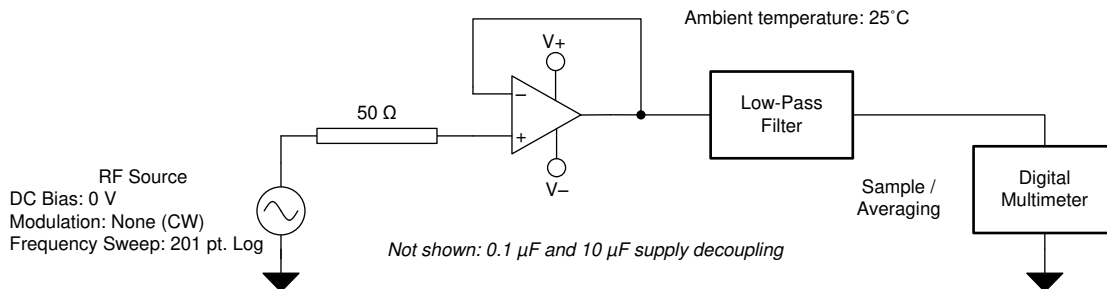 Ambient temperature: 25˚C
V+
−
+
V−
50 Ω
Low-Pass
Filter
RF Source
DC Bias: 0 V
Modulation: None (CW)
Frequency Sweep: 201 pt. Log
Sample /
Averaging
Digital
Multimeter
Not shown: 0.1 µF and 10 µF supply decoupling